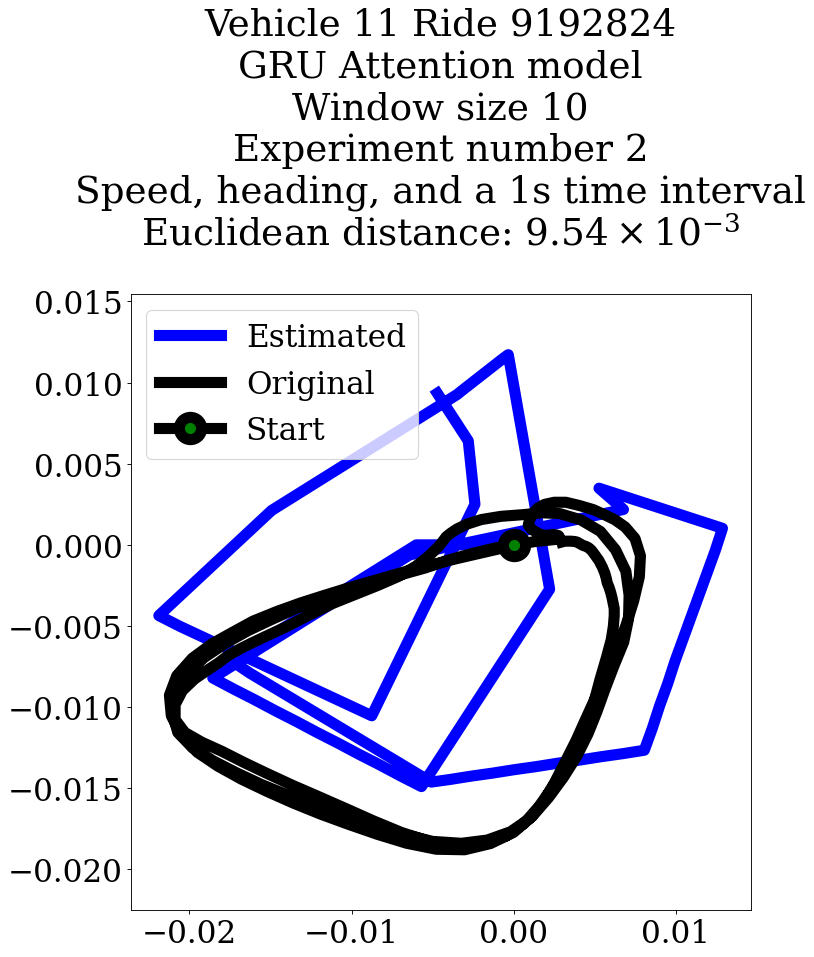 Vehicle 11 Ride 9192824
GRU Attention model
Window size 10
Experiment number 2
Speed, heading, and a 1s time interval
Euclidean distance: 9.54 × 10⁻³
0.015
0.010
0.005
0.000
−0.005
−0.010
−0.015
−0.020
Estimated
Original
Start
−0.02
−0.01
0.00
0.01